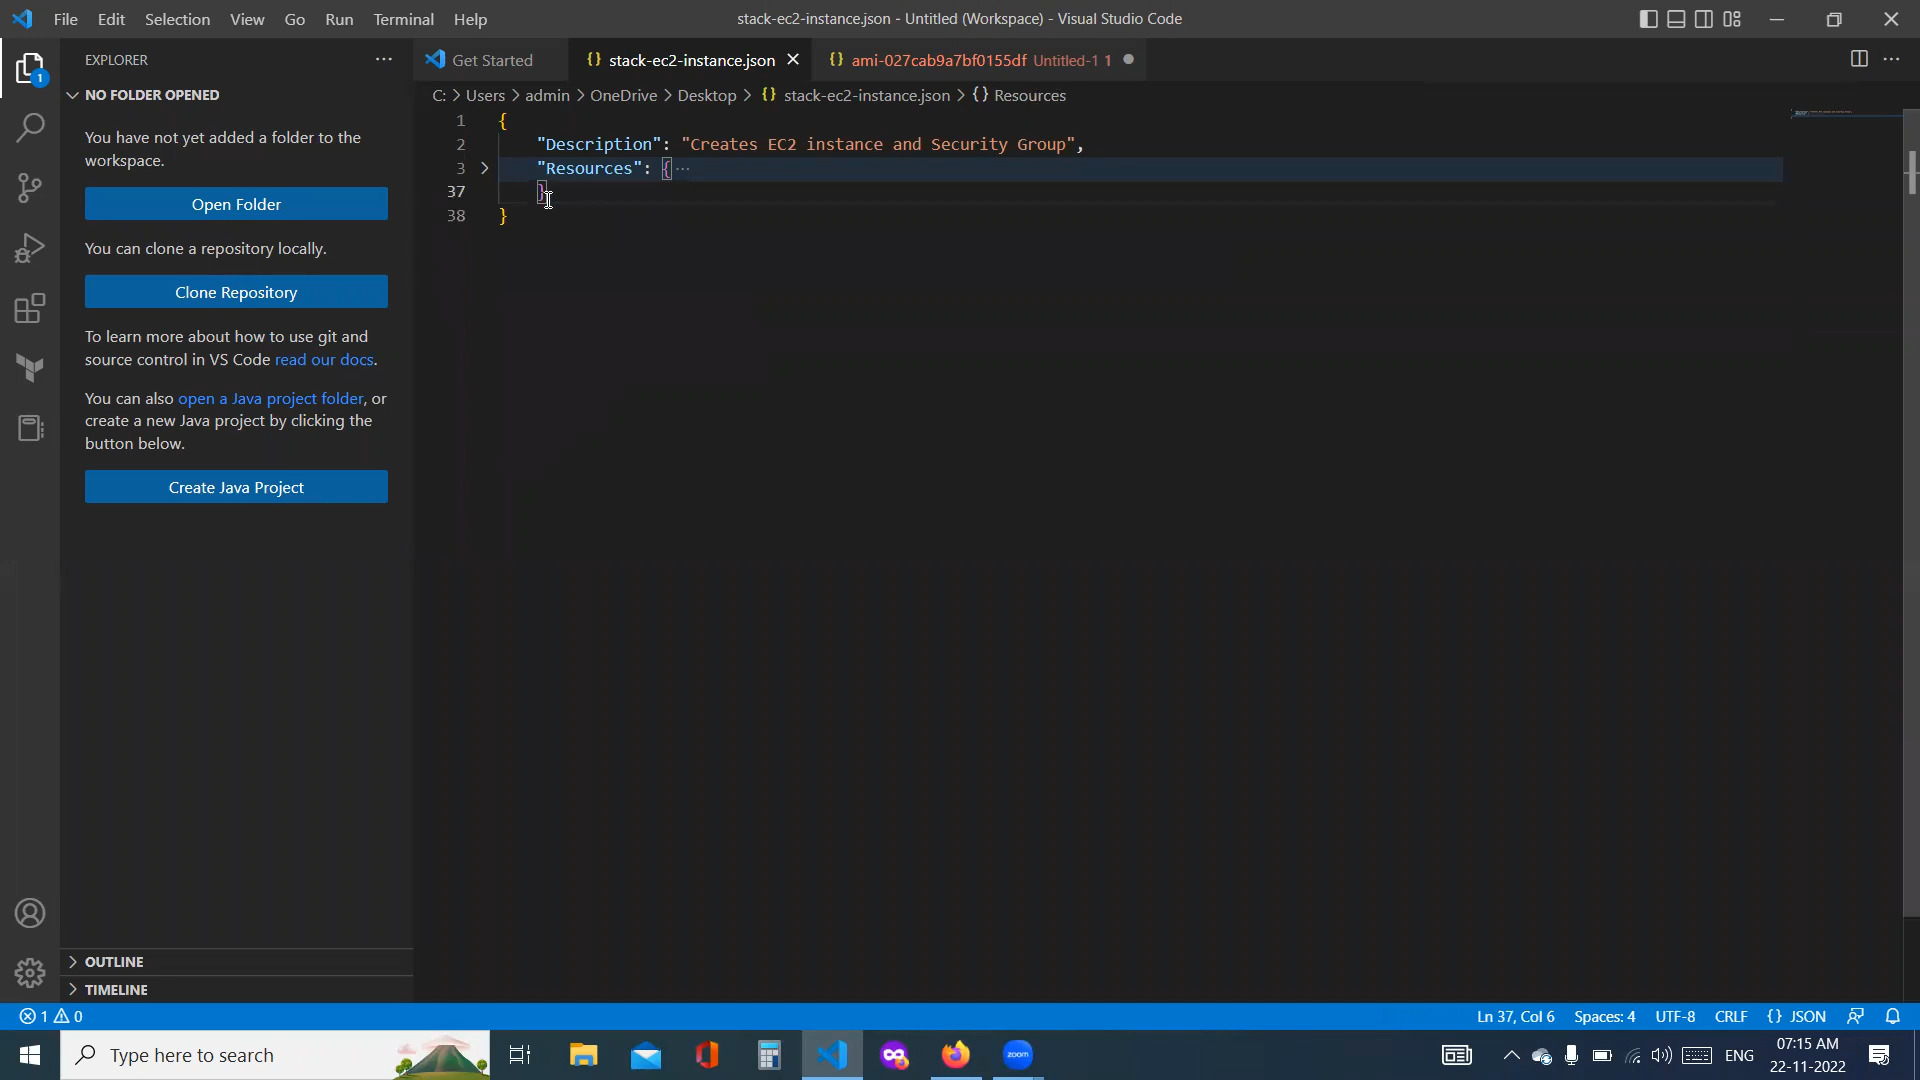 File Edit Selection View Go Run Terminal Help
stack-ec2-instance.json - Untitled (Workspace) - Visual Studio Code
EXPLORER
Get Started
{} stack-ec2-instance.json
{} ami-027cab9a7bf0155df Untitled-1 1
NO FOLDER OPENED
C: > Users > admin > OneDrive > Desktop > {} stack-ec2-instance.json > {} Resources
You have not yet added a folder to the
workspace.
Open Folder
You can clone a repository locally.
Clone Repository
To learn more about how to use git and
source control in VS Code read our docs.
You can also open a Java project folder, or
create a new Java project by clicking the
button below.
Create Java Project
OUTLINE
TIMELINE
1 {
2 "Description": "Creates EC2 instance and Security Group",
3 "Resources": { ...
37 }
38 }
1
1 0
Ln 37, Col 6 Spaces: 4 UTF-8 CRLF {} JSON
Type here to search
zoom
ENG
07:15 AM
22-11-2022